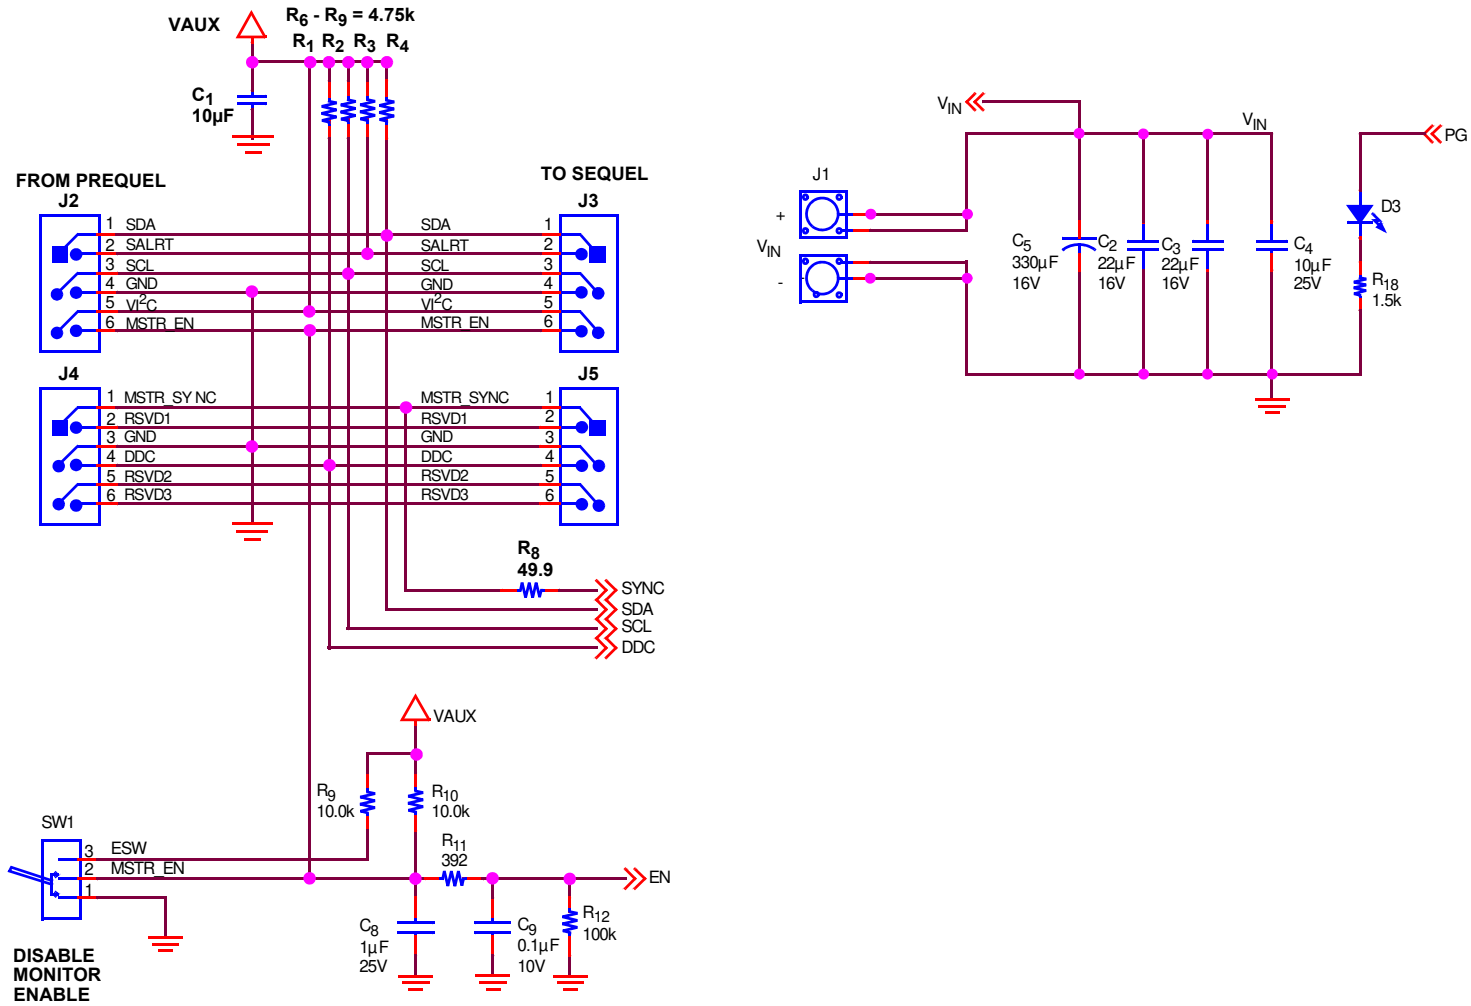 VAUX
R6 - R9 = 4.75k
R1 R2 R3 R4
C1
10µF
FROM PREQUEL
J2
TO SEQUEL
J3
1 SDA SDA 1
2 SALRT SALRT 2
3 SCL SCL 3
4 GND GND 4
5 VI²C VI²C 5
6 MSTR_EN MSTR_EN 6
J4
J5
1 MSTR_SYNC MSTR_SYNC 1
2 RSVD1 RSVD1 2
3 GND GND 3
4 DDC DDC 4
5 RSVD2 RSVD2 5
6 RSVD3 RSVD3 6
R8
49.9
SYNC
SDA
SCL
DDC
VAUX
R9
10.0k
R10
10.0k
SW1
3 ESW
2 MSTR_EN
1
R11
392
EN
C8
1µF
25V
C9
0.1µF
10V
R12
100k
DISABLE
MONITOR
ENABLE
VIN
VIN
PG
J1
+
VIN
-
C5
330µF
16V
C2
22µF
16V
C3
22µF
16V
C4
10µF
25V
D3
R18
1.5k